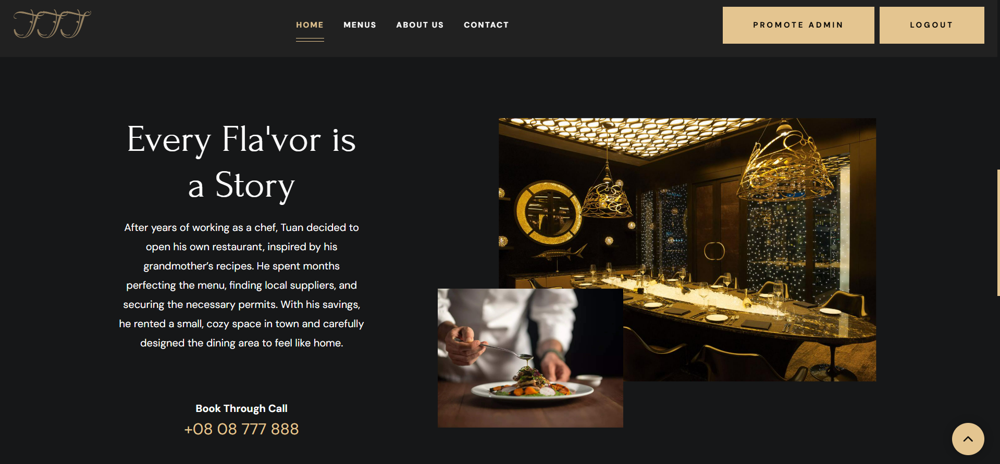 TTT
HOME
MENUS
ABOUT US
CONTACT
PROMOTE ADMIN
LOGOUT
Every Fla'vor is
a Story
After years of working as a chef, Tuan decided to
open his own restaurant, inspired by his
grandmother’s recipes. He spent months
perfecting the menu, finding local suppliers, and
securing the necessary permits. With his savings,
he rented a small, cozy space in town and carefully
designed the dining area to feel like home.
Book Through Call
+08 08 777 888